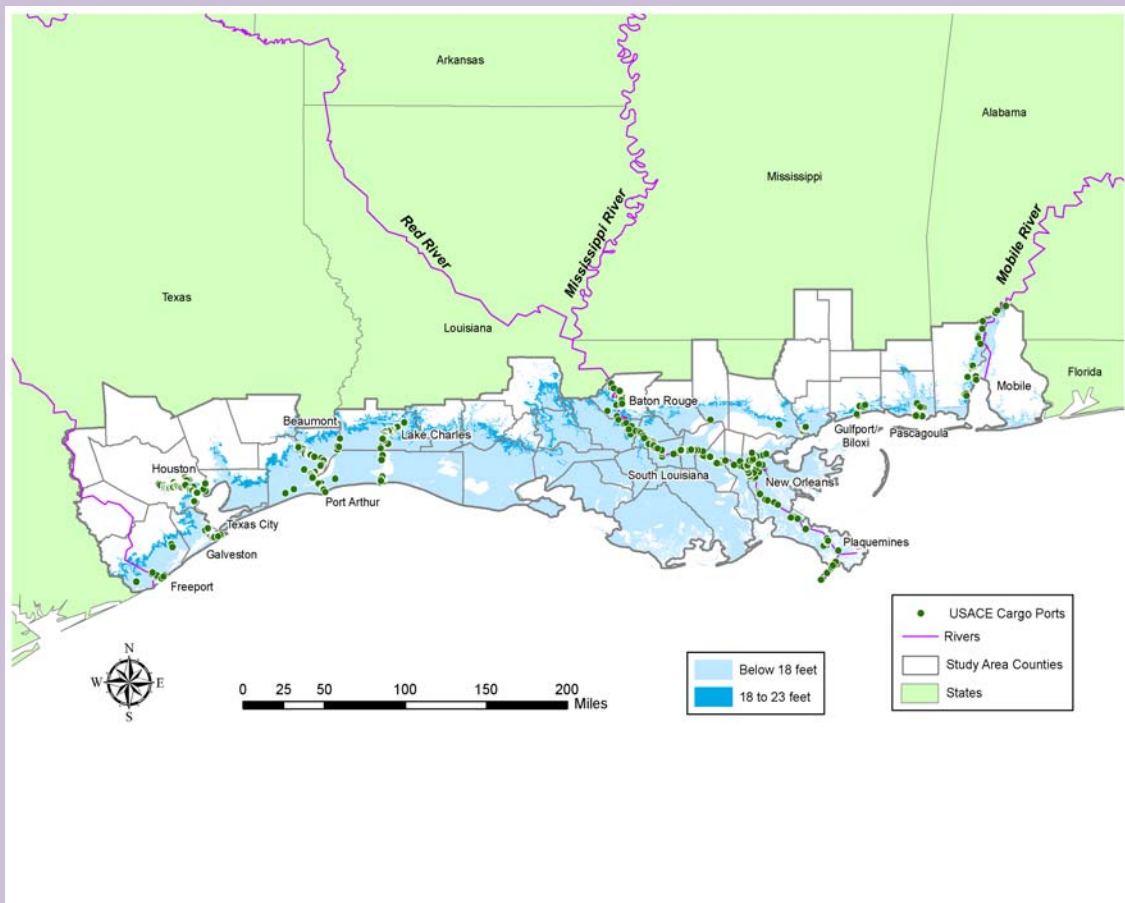 Arkansas
Alabama
Mississippi
Red River
Mississippi River
Mobile River
Texas
Louisiana
Florida
Mobile
Baton Rouge
Beaumont
Lake Charles
Gulfport/
Biloxi
Pascagoula
Houston
South Louisiana
New Orleans
Port Arthur
Texas City
Galveston
Plaquemines
Freeport
N
W
E
S
0 25 50 100 150 200
Miles
Below 18 feet
18 to 23 feet
USACE Cargo Ports
Rivers
Study Area Counties
States